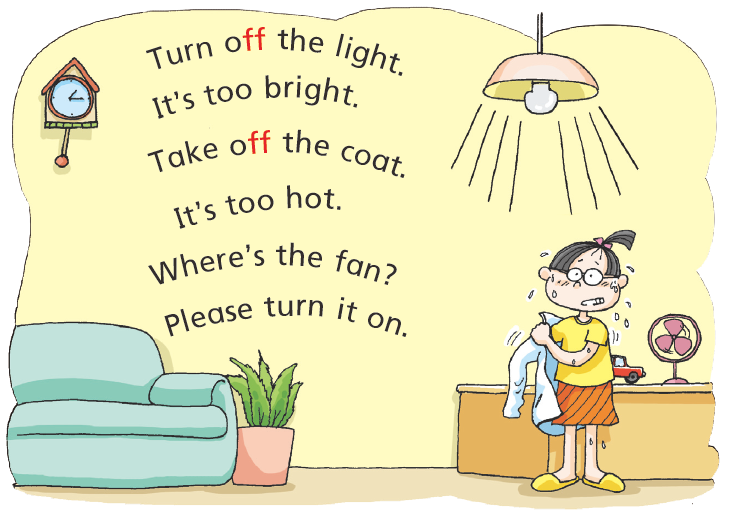 Turn off the light.
It's too bright.
Take off the coat.
It's too hot.
Where's the fan?
Please turn it on.